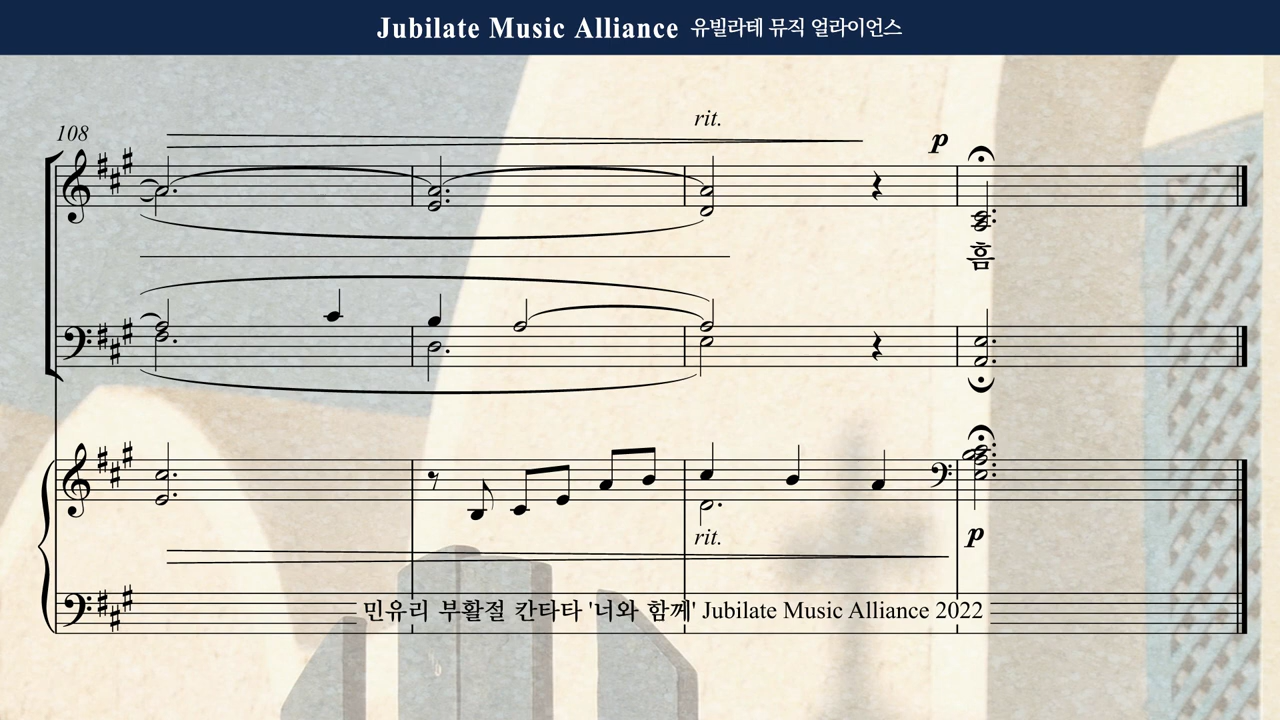 Jubilate Music Alliance 유빌라테 뮤직 얼라이언스
108
rit.
p
흠
rit.
p
민유리 부활절 칸타타 '너와 함께' Jubilate Music Alliance 2022